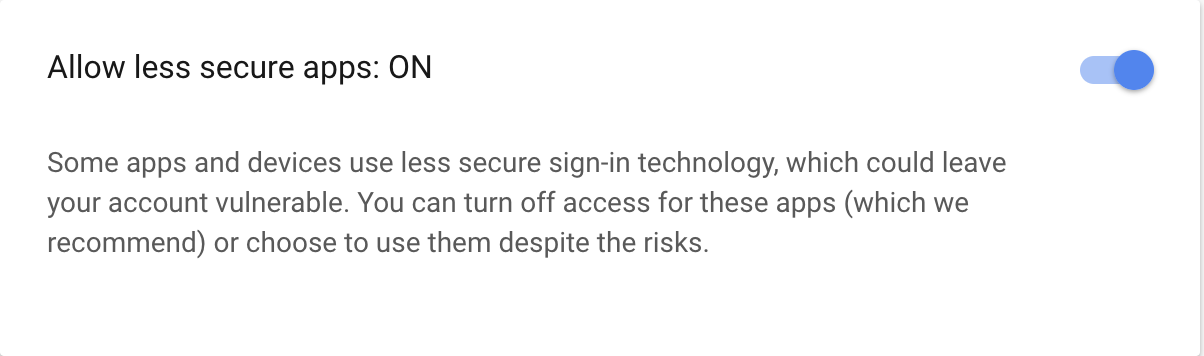 Allow less secure apps: ON
Some apps and devices use less secure sign-in technology, which could leave
your account vulnerable. You can turn off access for these apps (which we
recommend) or choose to use them despite the risks.